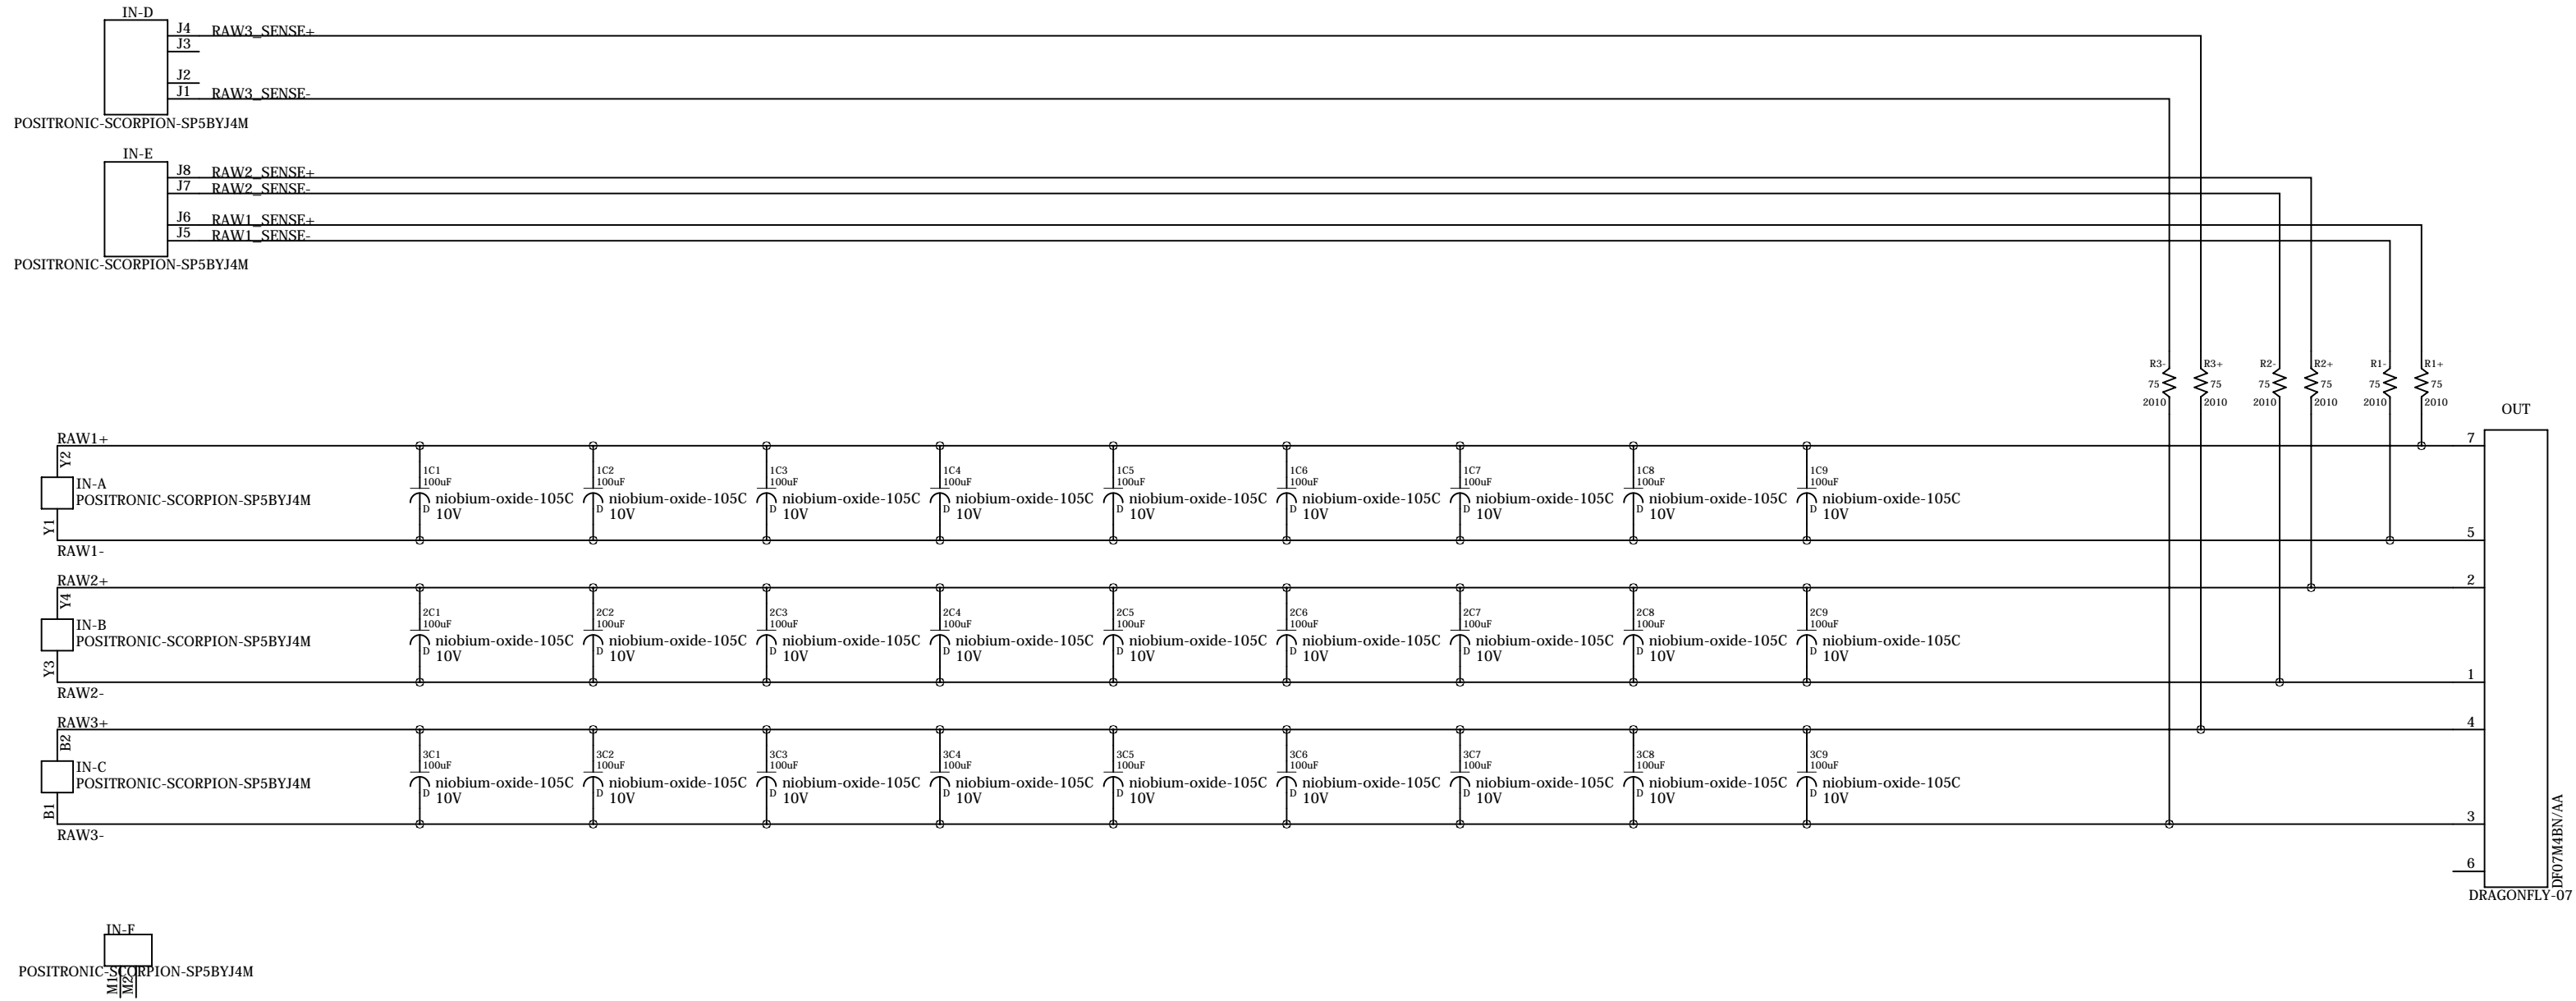 IN-D
J4 RAW3_SENSE+
J3
J2
J1 RAW3_SENSE-
POSITRONIC-SCORPION-SP5BYJ4M
IN-E
J8 RAW2_SENSE+
J7 RAW2_SENSE-
J6 RAW1_SENSE+
J5 RAW1_SENSE-
POSITRONIC-SCORPION-SP5BYJ4M
R3- R3+ R2- R2+ R1- R1+
75 75 75 75 75 75
2010 2010 2010 2010 2010 2010
OUT
RAW1+ 7
Y2
1C1 1C2 1C3 1C4 1C5 1C6 1C7 1C8 1C9
100uF 100uF 100uF 100uF 100uF 100uF 100uF 100uF 100uF
IN-A
POSITRONIC-SCORPION-SP5BYJ4M niobium-oxide-105C niobium-oxide-105C niobium-oxide-105C niobium-oxide-105C niobium-oxide-105C niobium-oxide-105C niobium-oxide-105C niobium-oxide-105C niobium-oxide-105C
D D D D D D D D D
10V 10V 10V 10V 10V 10V 10V 10V 10V
Y1
5
RAW1-
RAW2+ 2
Y4
2C1 2C2 2C3 2C4 2C5 2C6 2C7 2C8 2C9
100uF 100uF 100uF 100uF 100uF 100uF 100uF 100uF 100uF
IN-B
POSITRONIC-SCORPION-SP5BYJ4M niobium-oxide-105C niobium-oxide-105C niobium-oxide-105C niobium-oxide-105C niobium-oxide-105C niobium-oxide-105C niobium-oxide-105C niobium-oxide-105C niobium-oxide-105C
D D D D D D D D D
10V 10V 10V 10V 10V 10V 10V 10V 10V
Y3
1
RAW2-
RAW3+ 4
B2
3C1 3C2 3C3 3C4 3C5 3C6 3C7 3C8 3C9
100uF 100uF 100uF 100uF 100uF 100uF 100uF 100uF 100uF
IN-C
POSITRONIC-SCORPION-SP5BYJ4M niobium-oxide-105C niobium-oxide-105C niobium-oxide-105C niobium-oxide-105C niobium-oxide-105C niobium-oxide-105C niobium-oxide-105C niobium-oxide-105C niobium-oxide-105C
D D D D D D D D D
10V 10V 10V 10V 10V 10V 10V 10V 10V
B1
3
RAW3-
6
DF07M4BN/AA
DRAGONFLY-07
IN-F
POSITRONIC-SCORPION-SP5BYJ4M
M1
M2